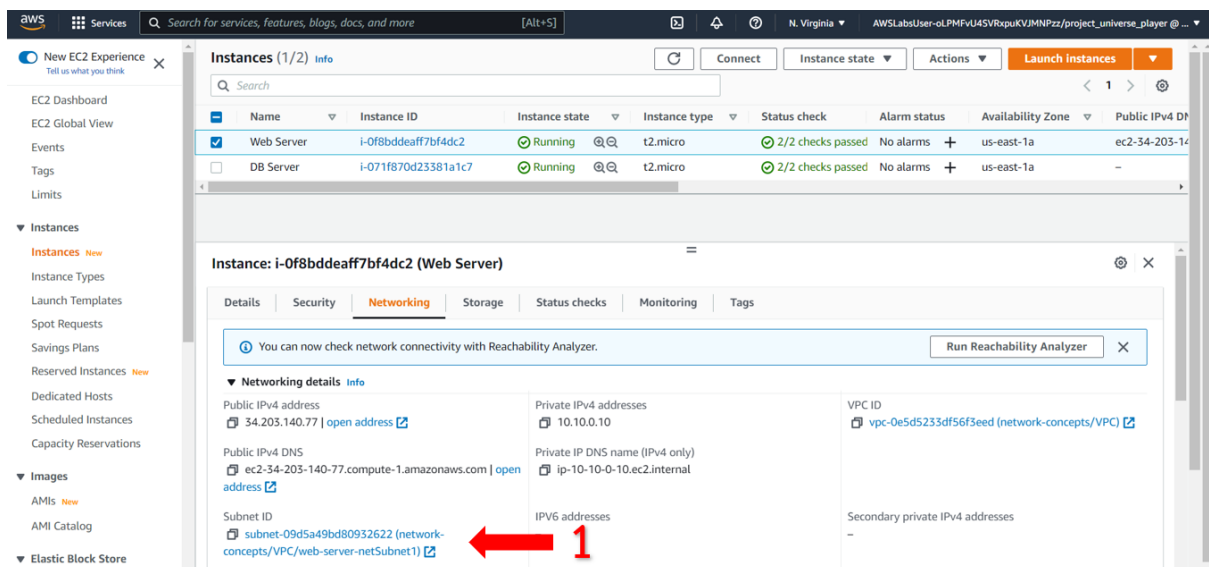 aws Services Search for services, features, blogs, docs, and more [Alt+S] N. Virginia ▼ AWSLabsUser-oLPMFvU4SVRxpuKVJMNPzz/project_universe_player @ ... ▼
New EC2 Experience
Tell us what you think
EC2 Dashboard
EC2 Global View
Events
Tags
Limits
▼ Instances
Instances New
Instance Types
Launch Templates
Spot Requests
Savings Plans
Reserved Instances New
Dedicated Hosts
Scheduled Instances
Capacity Reservations
▼ Images
AMIs New
AMI Catalog
▼ Elastic Block Store
Instances (1/2) Info Connect Instance state ▼ Actions ▼ Launch instances ▼
Search < 1 >
Name Instance ID Instance state Instance type Status check Alarm status Availability Zone Public IPv4 DN
Web Server i-0f8bddeaff7bf4dc2 Running t2.micro 2/2 checks passed No alarms + us-east-1a ec2-34-203-14
DB Server i-071f870d23381a1c7 Running t2.micro 2/2 checks passed No alarms + us-east-1a –
Instance: i-0f8bddeaff7bf4dc2 (Web Server)
Details Security Networking Storage Status checks Monitoring Tags
You can now check network connectivity with Reachability Analyzer. Run Reachability Analyzer
▼ Networking details Info
Public IPv4 address Private IPv4 addresses VPC ID
34.203.140.77 | open address 10.10.0.10 vpc-0e5d5233df56f3eed (network-concepts/VPC)
Public IPv4 DNS Private IP DNS name (IPv4 only)
ec2-34-203-140-77.compute-1.amazonaws.com | open ip-10-10-0-10.ec2.internal
address
Subnet ID IPV6 addresses Secondary private IPv4 addresses
subnet-09d5a49bd80932622 (network- – –
concepts/VPC/web-server-netSubnet1) 1